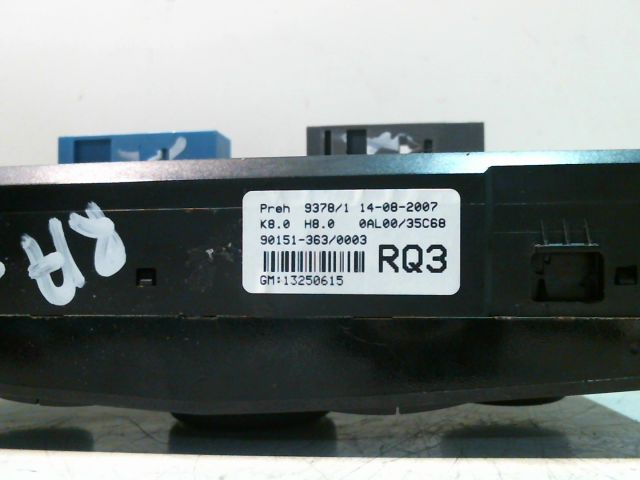 Preh 9378/1 14-08-2007
K8.0 H8.0 0AL00/35C68
90151-363/0003
RQ3
GM:13250615